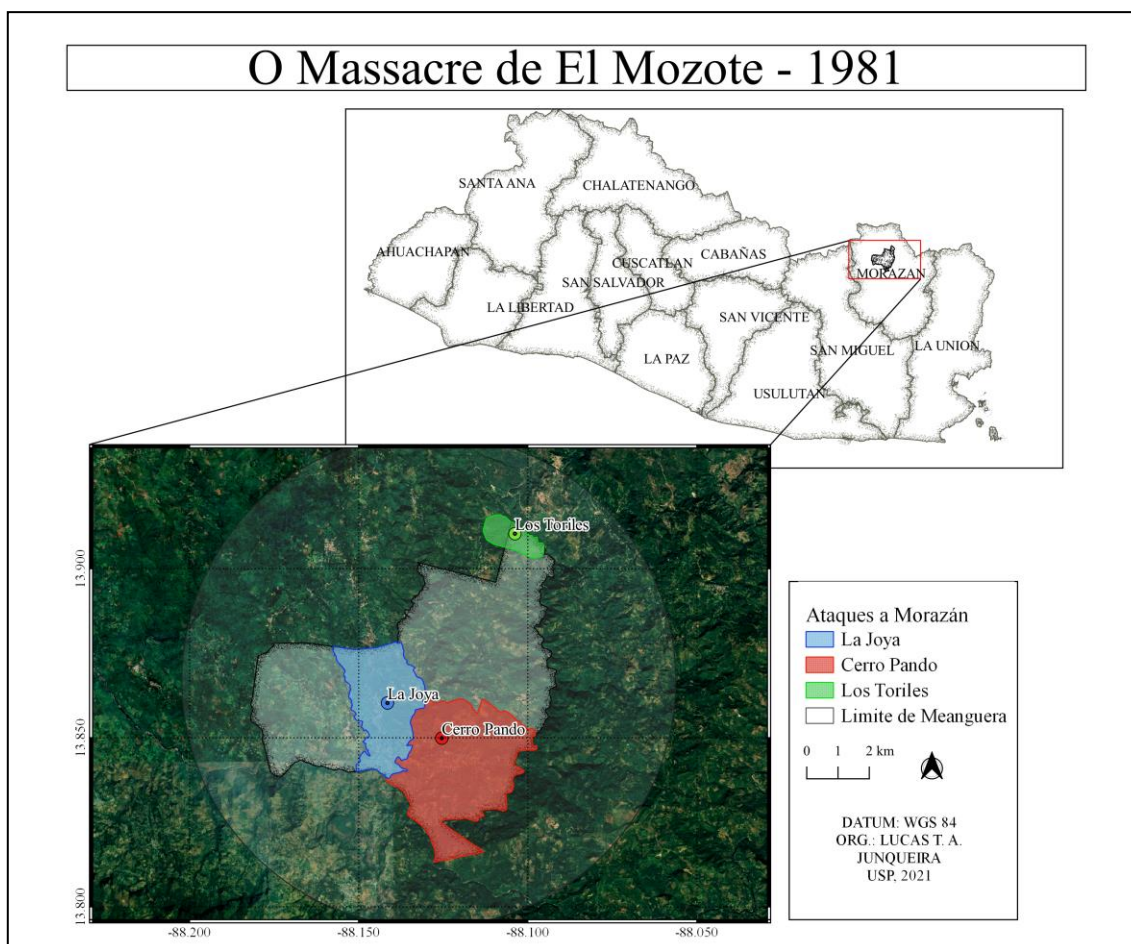 O Massacre de El Mozote - 1981
SANTA ANA
CHALATENANGO
AHUACHAPAN
CUSCATLAN
CABAÑAS
SAN SALVADOR
MORAZAN
LA LIBERTAD
SAN VICENTE
LA PAZ
SAN MIGUEL
LA UNION
USULUTAN
Los Toriles
La Joya
Cerro Pando
13.900
13.850
13.800
-88.200
-88.150
-88.100
-88.050
Ataques a Morazán
La Joya
Cerro Pando
Los Toriles
Limite de Meanguera
0 1 2 km
DATUM: WGS 84
ORG.: LUCAS T. A.
JUNQUEIRA
USP, 2021